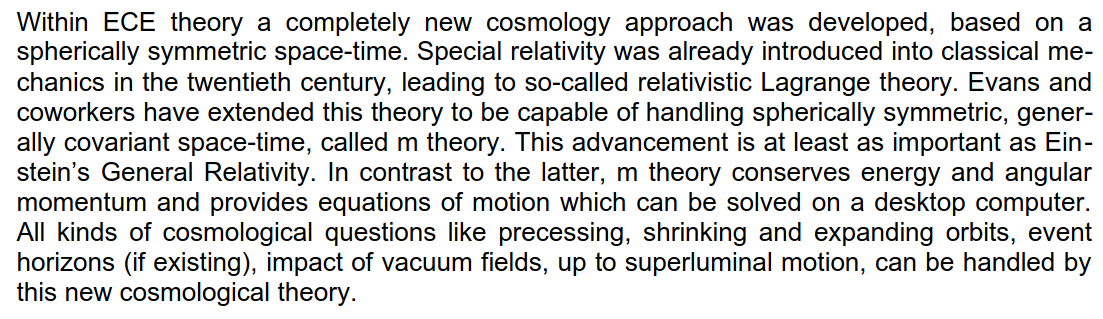 Within ECE theory a completely new cosmology approach was developed, based on a
spherically symmetric space-time. Special relativity was already introduced into classical me-
chanics in the twentieth century, leading to so-called relativistic Lagrange theory. Evans and
coworkers have extended this theory to be capable of handling spherically symmetric, gener-
ally covariant space-time, called m theory. This advancement is at least as important as Ein-
stein's General Relativity. In contrast to the latter, m theory conserves energy and angular
momentum and provides equations of motion which can be solved on a desktop computer.
All kinds of cosmological questions like precessing, shrinking and expanding orbits, event
horizons (if existing), impact of vacuum fields, up to superluminal motion, can be handled by
this new cosmological theory.